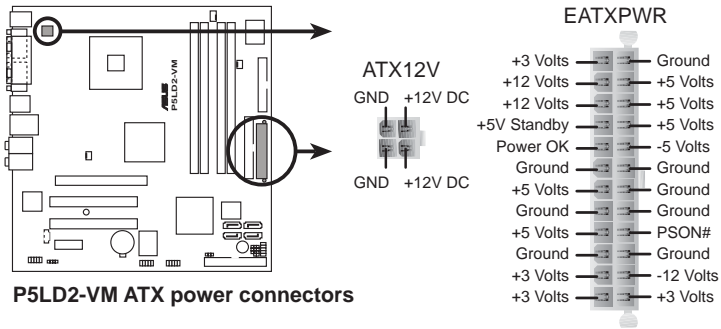 EATXPWR
ATX12V
GND +12V DC
GND +12V DC
+3 Volts Ground
+12 Volts +5 Volts
+12 Volts +5 Volts
+5V Standby +5 Volts
Power OK -5 Volts
Ground Ground
+5 Volts Ground
Ground Ground
+5 Volts PSON#
Ground Ground
+3 Volts -12 Volts
+3 Volts +3 Volts
ASUS
P5LD2-VM
P5LD2-VM ATX power connectors